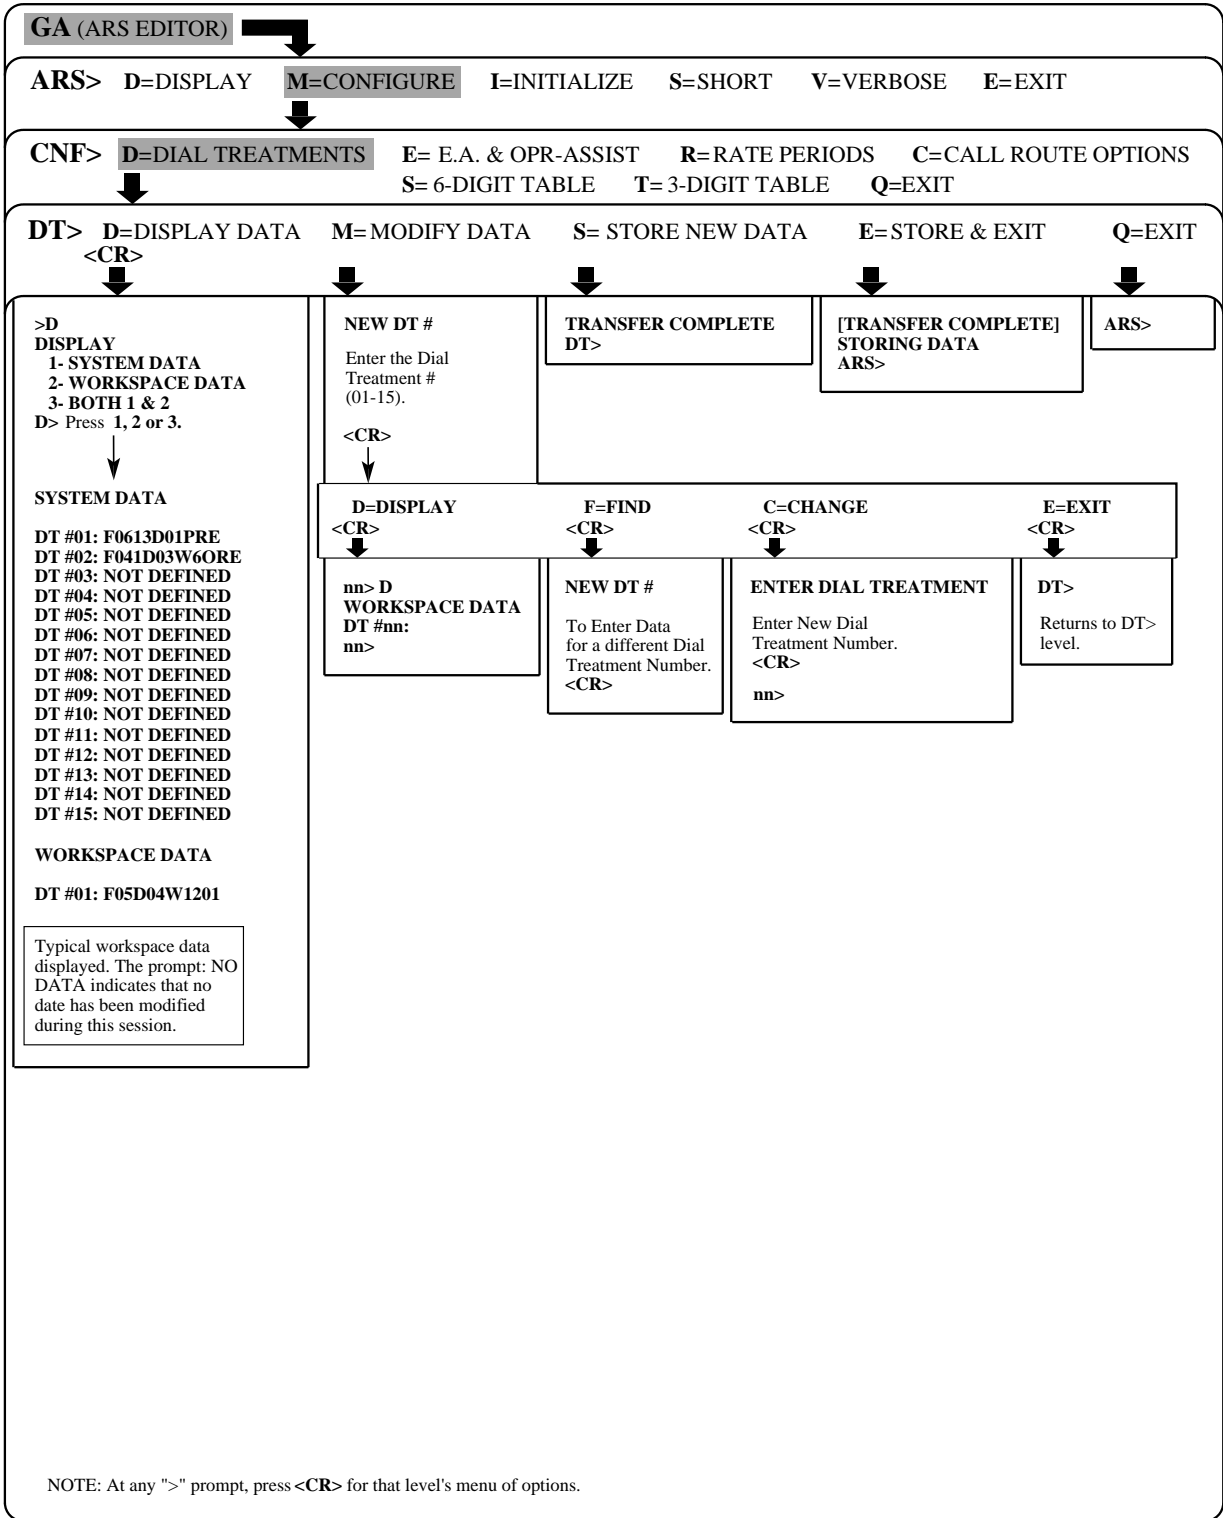 GA (ARS EDITOR)
ARS> D=DISPLAY M=CONFIGURE I=INITIALIZE S=SHORT V=VERBOSE E=EXIT
CNF> D=DIAL TREATMENTS E= E.A. & OPR-ASSIST R=RATE PERIODS C=CALL ROUTE OPTIONS
S= 6-DIGIT TABLE T= 3-DIGIT TABLE Q=EXIT
DT> D=DISPLAY DATA M=MODIFY DATA S= STORE NEW DATA E=STORE & EXIT Q=EXIT
<CR>
>D
DISPLAY
1- SYSTEM DATA
2- WORKSPACE DATA
3- BOTH 1 & 2
D> Press 1, 2 or 3.
SYSTEM DATA
DT #01: F0613D01PRE
DT #02: F041D03W6ORE
DT #03: NOT DEFINED
DT #04: NOT DEFINED
DT #05: NOT DEFINED
DT #06: NOT DEFINED
DT #07: NOT DEFINED
DT #08: NOT DEFINED
DT #09: NOT DEFINED
DT #10: NOT DEFINED
DT #11: NOT DEFINED
DT #12: NOT DEFINED
DT #13: NOT DEFINED
DT #14: NOT DEFINED
DT #15: NOT DEFINED
WORKSPACE DATA
DT #01: F05D04W1201
Typical workspace data
displayed. The prompt: NO
DATA indicates that no
date has been modified
during this session.
NEW DT #
Enter the Dial
Treatment #
(01-15).
<CR>
TRANSFER COMPLETE
DT>
[TRANSFER COMPLETE]
STORING DATA
ARS>
ARS>
D=DISPLAY F=FIND C=CHANGE E=EXIT
<CR> <CR> <CR> <CR>
nn> D
WORKSPACE DATA
DT #nn:
nn>
NEW DT #
To Enter Data
for a different Dial
Treatment Number.
<CR>
ENTER DIAL TREATMENT
Enter New Dial
Treatment Number.
<CR>
nn>
DT>
Returns to DT>
level.
NOTE: At any ">" prompt, press <CR> for that level's menu of options.